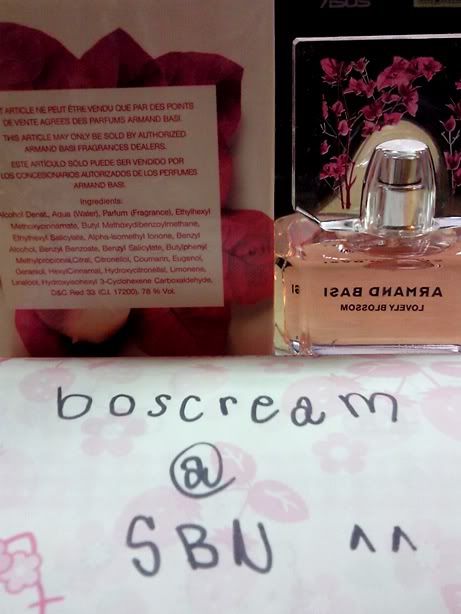 ASUS
ARTICLE NE PEUT ÊTRE VENDU QUE PAR DES POINTS
DE VENTE AGRÉES DES PARFUMS ARMAND BASI.
THIS ARTICLE MAY ONLY BE SOLD BY AUTHORIZED
ARMAND BASI FRAGRANCES DEALERS.
ESTE ARTÍCULO SÓLO PUEDE SER VENDIDO POR
LOS CONCESIONARIOS AUTORIZADOS DE LOS PERFUMES
ARMAND BASI.
Ingredients:
Alcohol Denat., Aqua (Water), Parfum (Fragrance), Ethylhexyl
Methoxycinnamate, Butyl Methoxydibenzoylmethane,
Ethylhexyl Salicylate, Alpha-Isomethyl Ionone, Benzyl
Alcohol, Benzyl Benzoate, Benzyl Salicylate, Butylphenyl
Methylpropional, Citral, Citronellol, Coumarin, Eugenol,
Geraniol, HexylCinnamal, Hydroxycitronellal, Limonene,
Linalool, Hydroxyisohexyl 3-Cyclohexene Carboxaldehyde,
D&C Red 33 (C.I. 17200). 78 % Vol.
ARMAND BASI
LOVELY BLOSSOM
boscream
@
SBN ^^